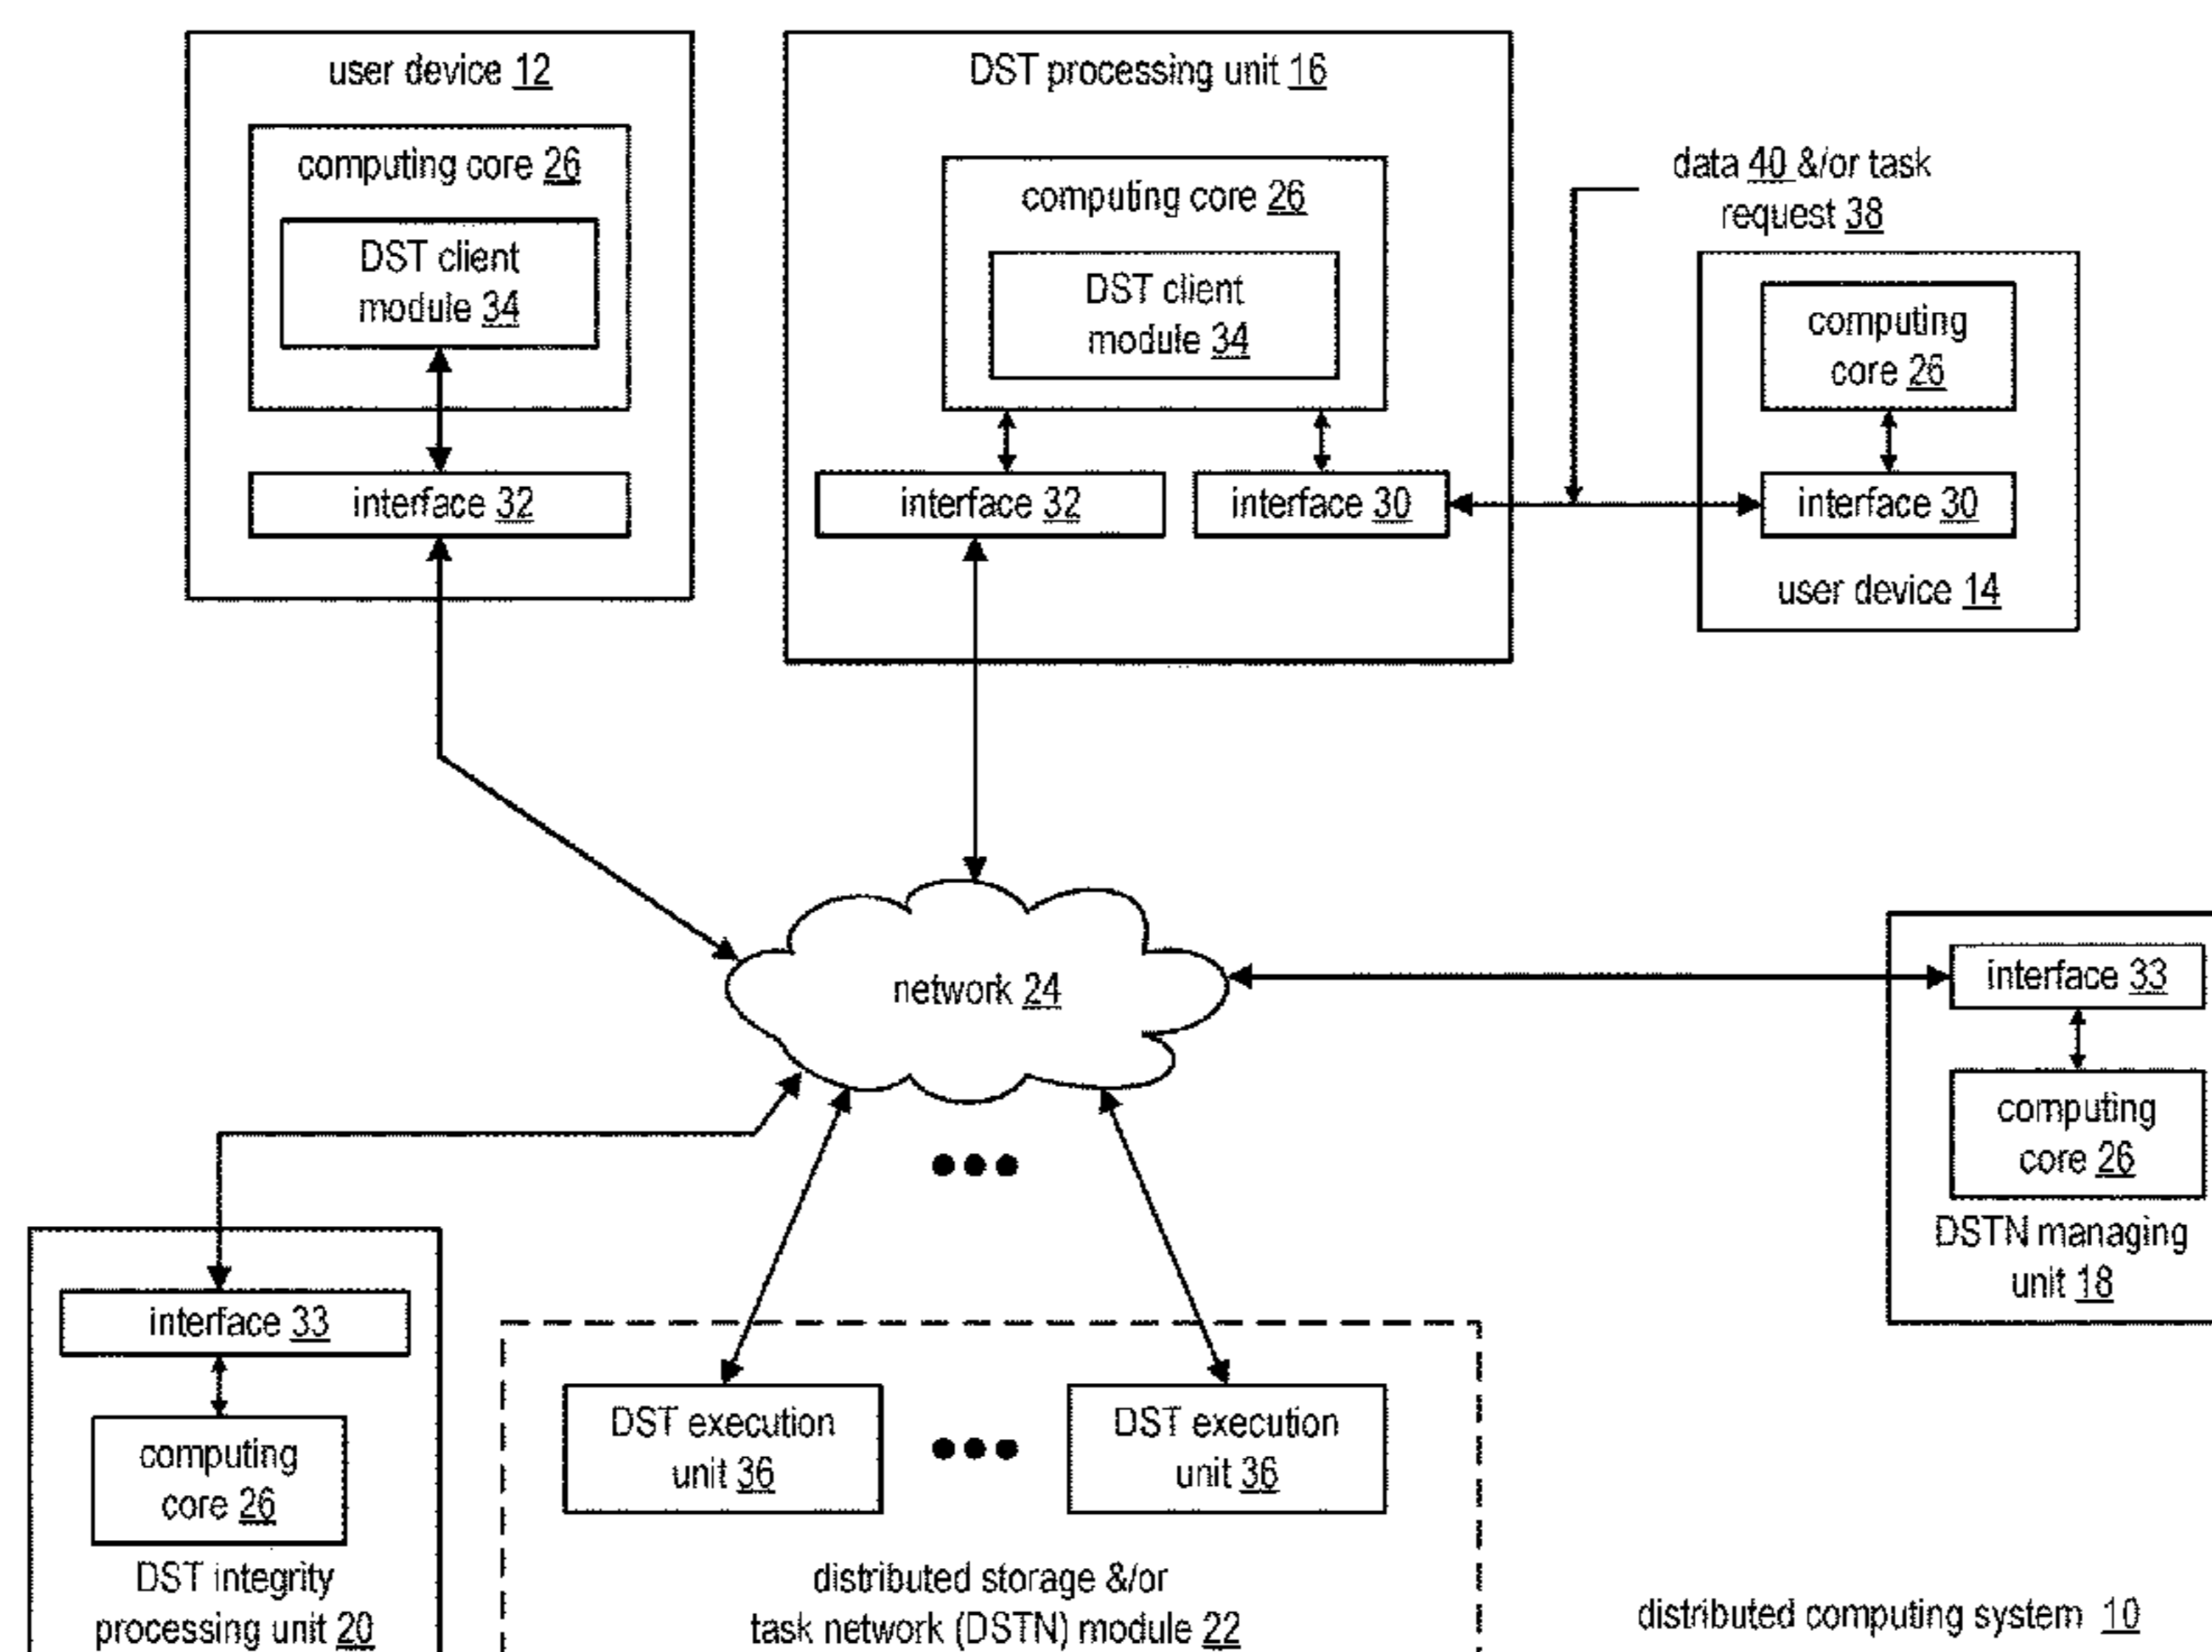 user device 12
computing core 26
DST client
module 34
interface 32
DST processing unit 16
computing core 26
DST client
module 34
interface 32
interface 30
data 40 &/or task
request 38
computing
core 26
interface 30
user device 14
network 24
interface 33
computing
core 26
DSTN managing
unit 18
interface 33
computing
core 26
DST integrity
processing unit 20
DST execution
unit 36
DST execution
unit 36
distributed storage &/or
task network (DSTN) module 22
distributed computing system 10